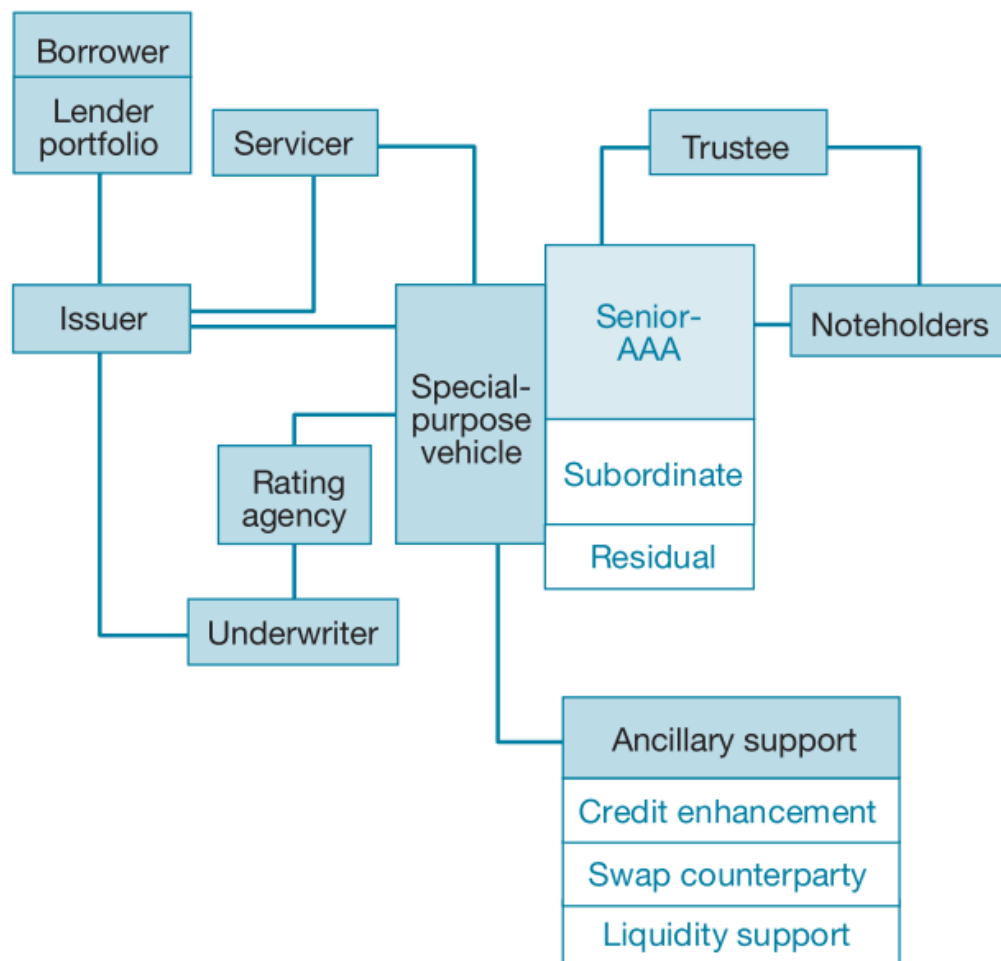 Borrower
Lender
portfolio
Servicer
Trustee
Issuer
Special-
purpose
vehicle
Senior-
AAA
Noteholders
Subordinate
Rating
agency
Residual
Underwriter
Ancillary support
Credit enhancement
Swap counterparty
Liquidity support